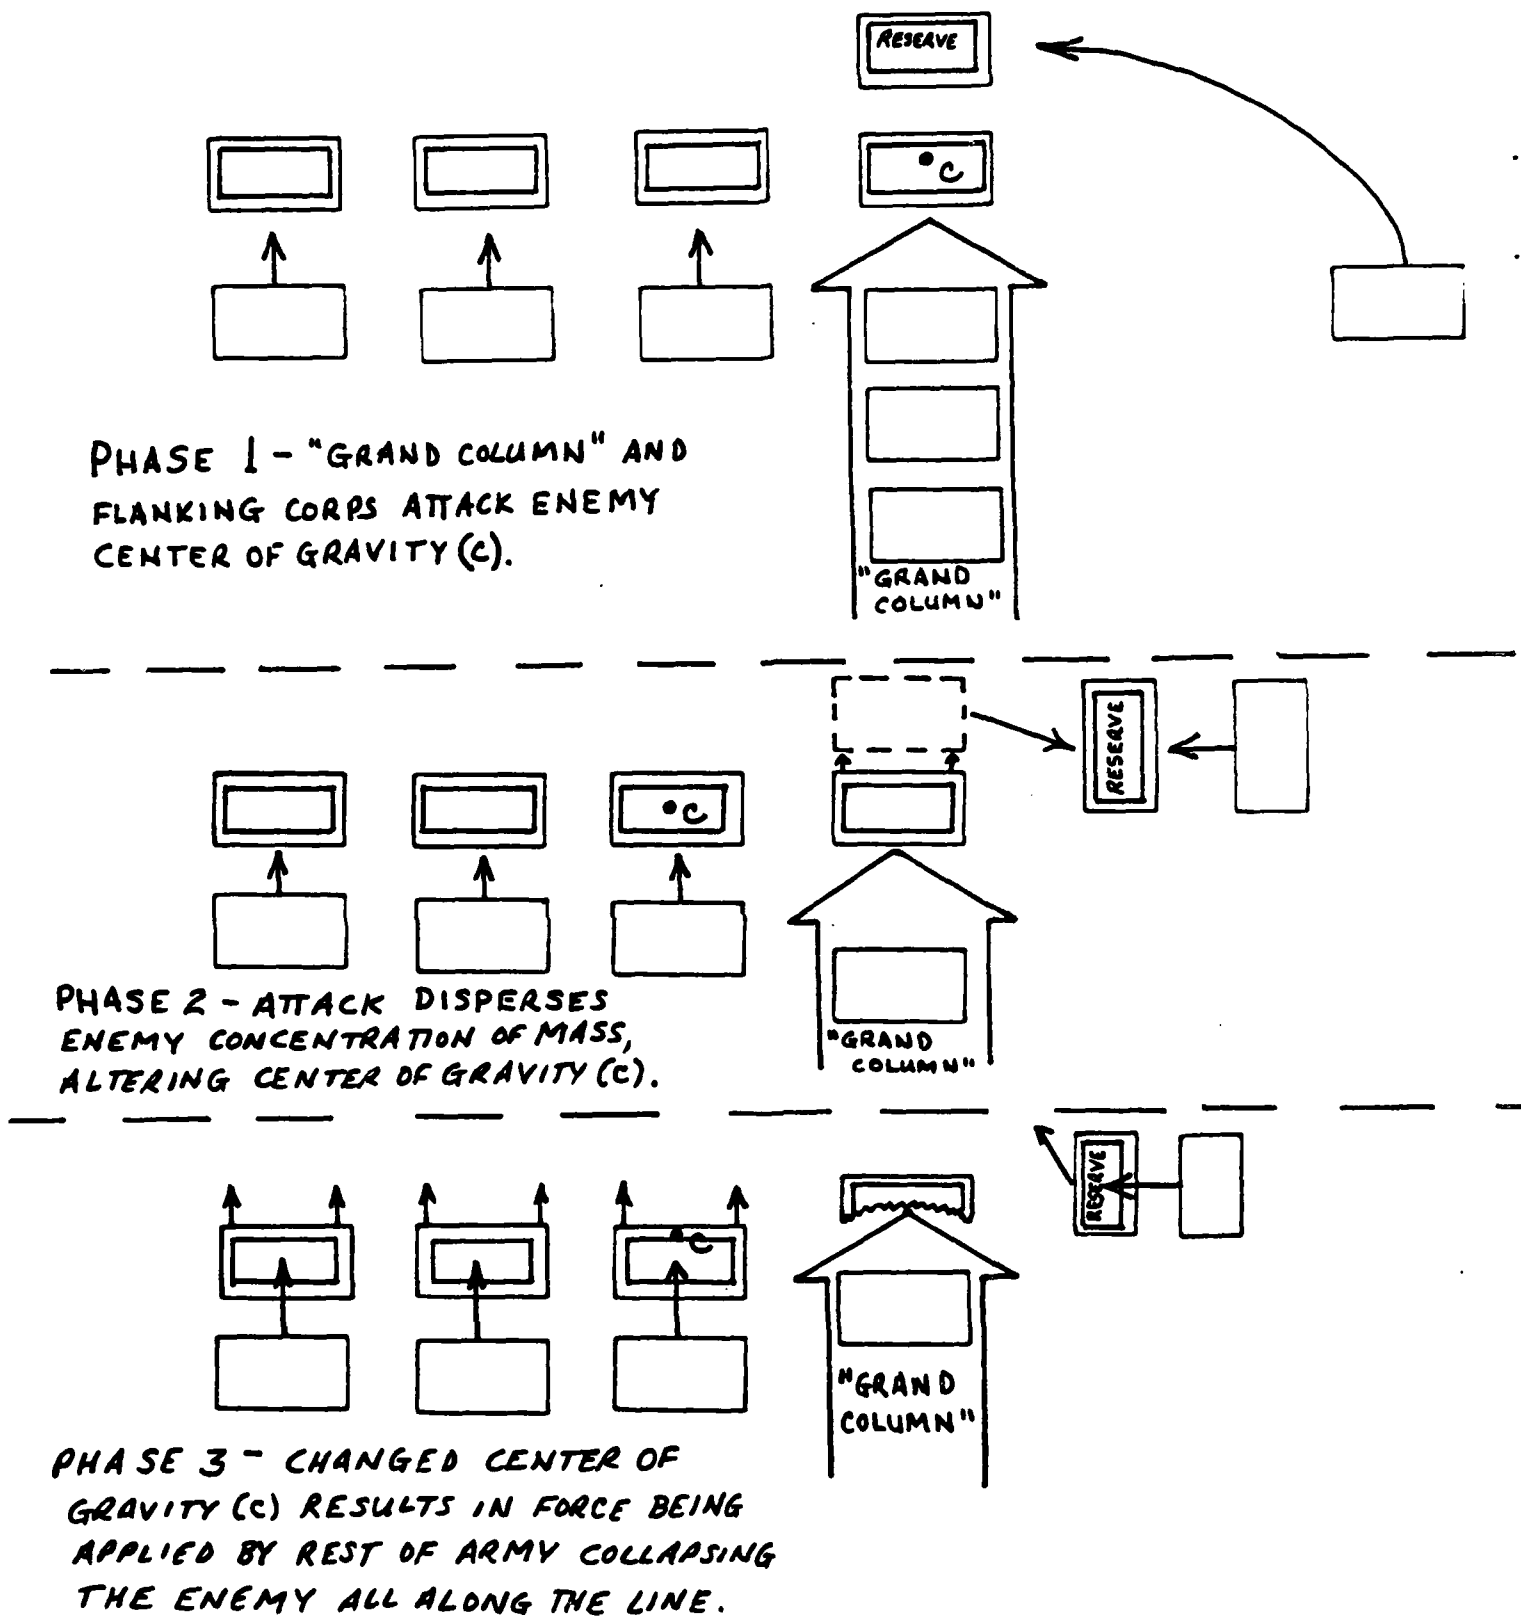 RESERVE
C
PHASE 1 - "GRAND COLUMN" AND
FLANKING CORPS ATTACK ENEMY
CENTER OF GRAVITY (C).
"GRAND
COLUMN"
RESERVE
C
PHASE 2 - ATTACK DISPERSES
ENEMY CONCENTRATION OF MASS,
ALTERING CENTER OF GRAVITY (C).
"GRAND
COLUMN"
RESERVE
C
"GRAND
COLUMN"
PHASE 3 - CHANGED CENTER OF
GRAVITY (C) RESULTS IN FORCE BEING
APPLIED BY REST OF ARMY COLLAPSING
THE ENEMY ALL ALONG THE LINE.